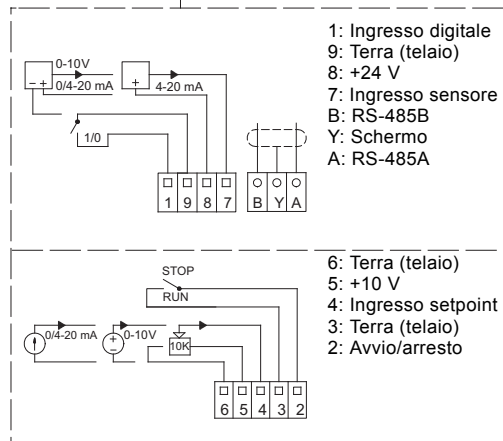 0-10V
- +
0/4-20 mA
+
4-20 mA
1/0
1 9 8 7
B Y A
1: Ingresso digitale
9: Terra (telaio)
8: +24 V
7: Ingresso sensore
B: RS-485B
Y: Schermo
A: RS-485A
STOP
RUN
0/4-20 mA
+
-
0-10V
10K
6 5 4 3 2
6: Terra (telaio)
5: +10 V
4: Ingresso setpoint
3: Terra (telaio)
2: Avvio/arresto